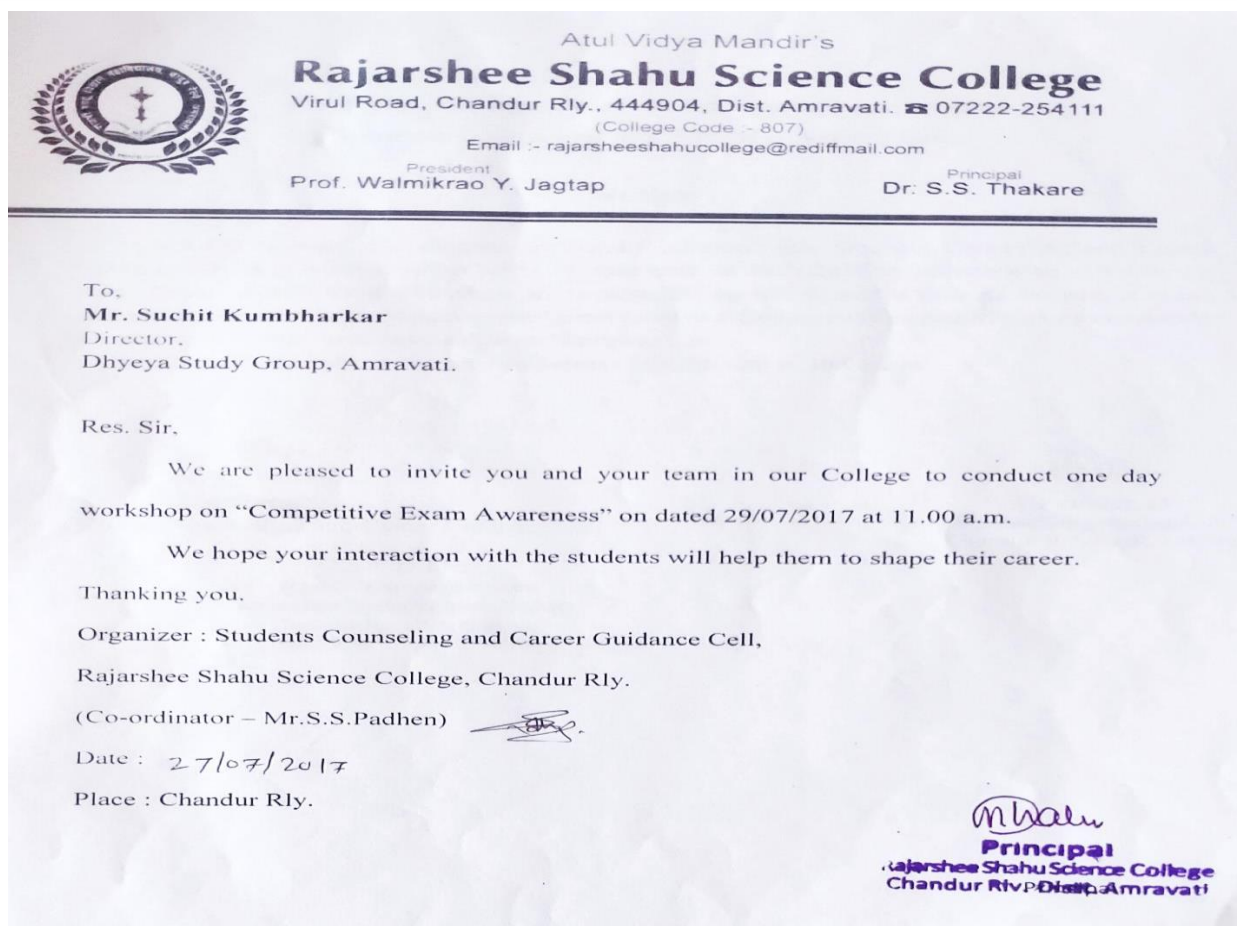 Atul Vidya Mandir's
Rajarshee Shahu Science College
Virul Road, Chandur Rly., 444904, Dist. Amravati. ☎ 07222-254111
(College Code :- 807)
Email :- rajarsheeshahucollege@rediffmail.com
President
Prof. Walmikrao Y. Jagtap
Principal
Dr. S.S. Thakare
To,
Mr. Suchit Kumbharkar
Director,
Dhyeya Study Group, Amravati.
Res. Sir,
We are pleased to invite you and your team in our College to conduct one day
workshop on “Competitive Exam Awareness” on dated 29/07/2017 at 11.00 a.m.
We hope your interaction with the students will help them to shape their career.
Thanking you.
Organizer : Students Counseling and Career Guidance Cell,
Rajarshee Shahu Science College, Chandur Rly.
(Co-ordinator – Mr.S.S.Padhen)
Date : 27/07/2017
Place : Chandur Rly.
Principal
Rajarshee Shahu Science College
Chandur Rly Amravati